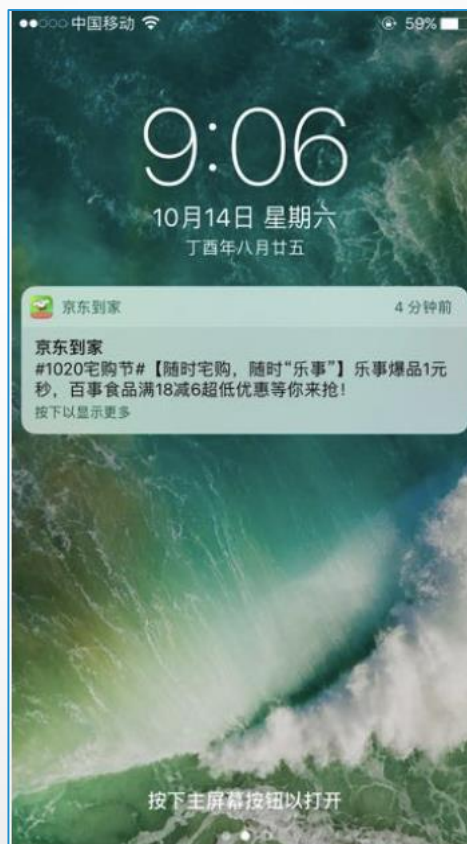 中国移动 59%
9:06
10月14日 星期六
丁酉年八月廿五
京东到家 4 分钟前
京东到家
#1020宅购节#【随时宅购，随时“乐事”】乐事爆品1元
秒，百事食品满18减6超低优惠等你来抢！
按下以显示更多
按下主屏幕按钮以打开